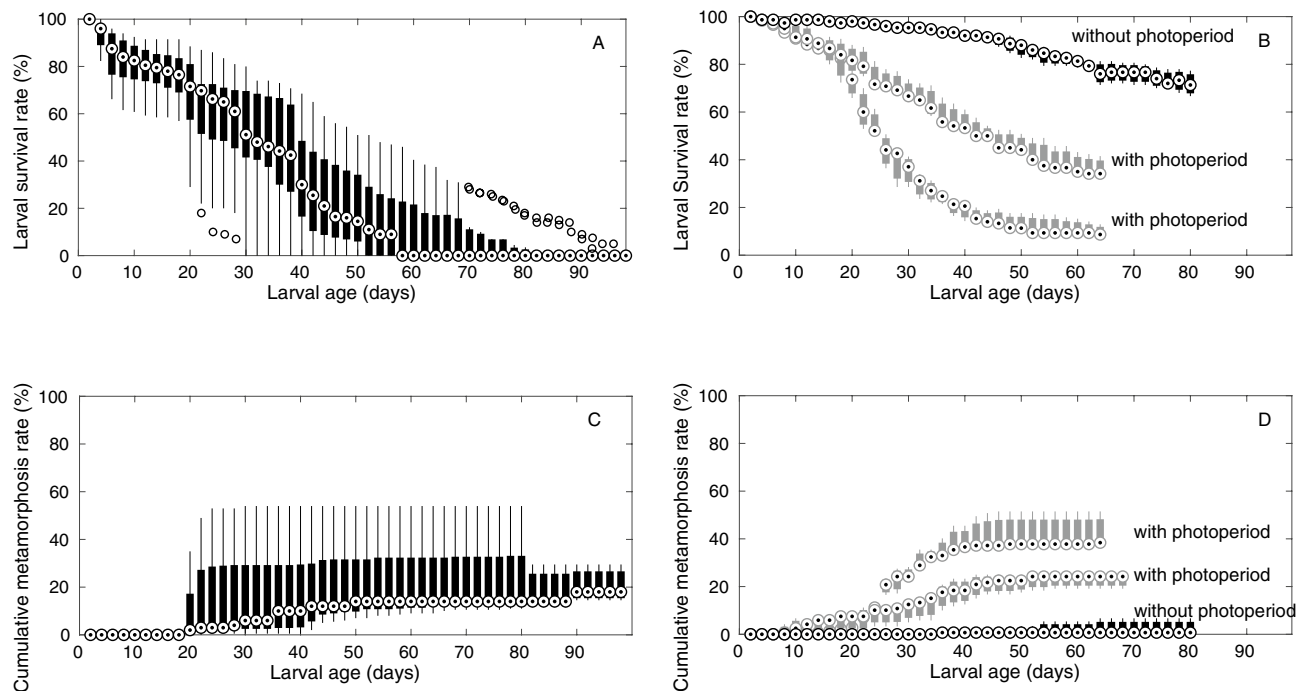 100
80
60
40
20
0
Larval survival rate (%)
A
0 10 20 30 40 50 60 70 80 90
Larval age (days)
100
80
60
40
20
0
Larval Survival rate (%)
B
without photoperiod
with photoperiod
with photoperiod
0 10 20 30 40 50 60 70 80 90
Larval age (days)
100
80
60
40
20
0
Cumulative metamorphosis rate (%)
C
0 10 20 30 40 50 60 70 80 90
Larval age (days)
100
80
60
40
20
0
Cumulative metamorphosis rate (%)
D
with photoperiod
with photoperiod
without photoperiod
0 10 20 30 40 50 60 70 80 90
Larval age (days)